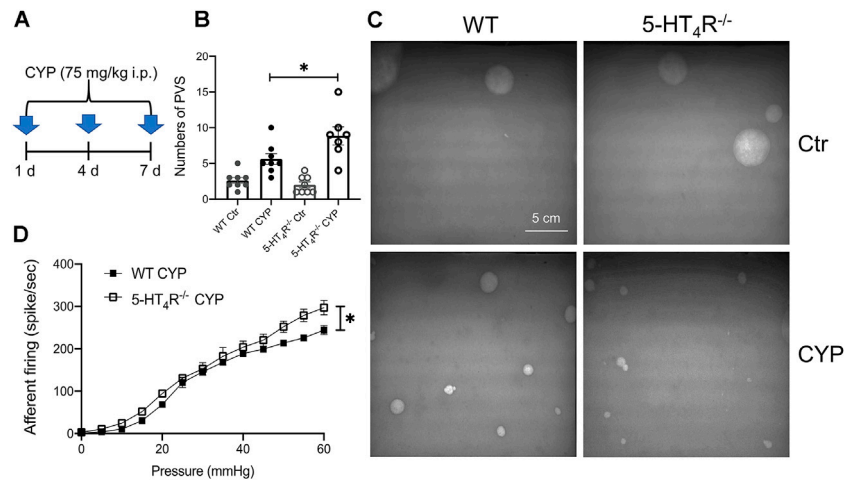 A
CYP (75 mg/kg i.p.)
1 d
4 d
7 d
B
Numbers of PVS
20
15
10
5
0
*
WT Ctr
WT CYP
5-HT₄R⁻/⁻ Ctr
5-HT₄R⁻/⁻ CYP
C
WT
5-HT₄R⁻/⁻
Ctr
5 cm
CYP
D
Afferent firing (spike/sec)
400
300
200
100
0
WT CYP
5-HT₄R⁻/⁻ CYP
*
0
20
40
60
Pressure (mmHg)